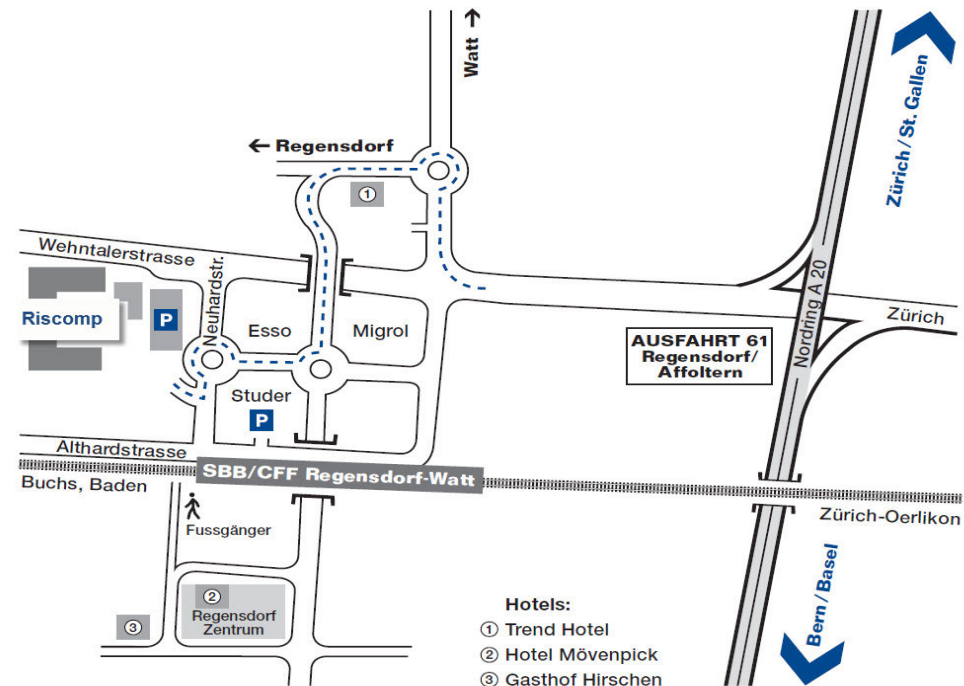 Watt
← Regensdorf
①
Zürich / St. Gallen
Wehntalerstrasse
Neuhardstr.
Nordring A 20
Riscomp
P
Esso
Migrol
Zürich
AUSFAHRT 61
Regensdorf/
Affoltern
Studer
P
Althardstrasse
SBB/CFF Regensdorf-Watt
Buchs, Baden
Zürich-Oerlikon
Fussgänger
Bern / Basel
②
Regensdorf
Zentrum
③
Hotels:
① Trend Hotel
② Hotel Mövenpick
③ Gasthof Hirschen